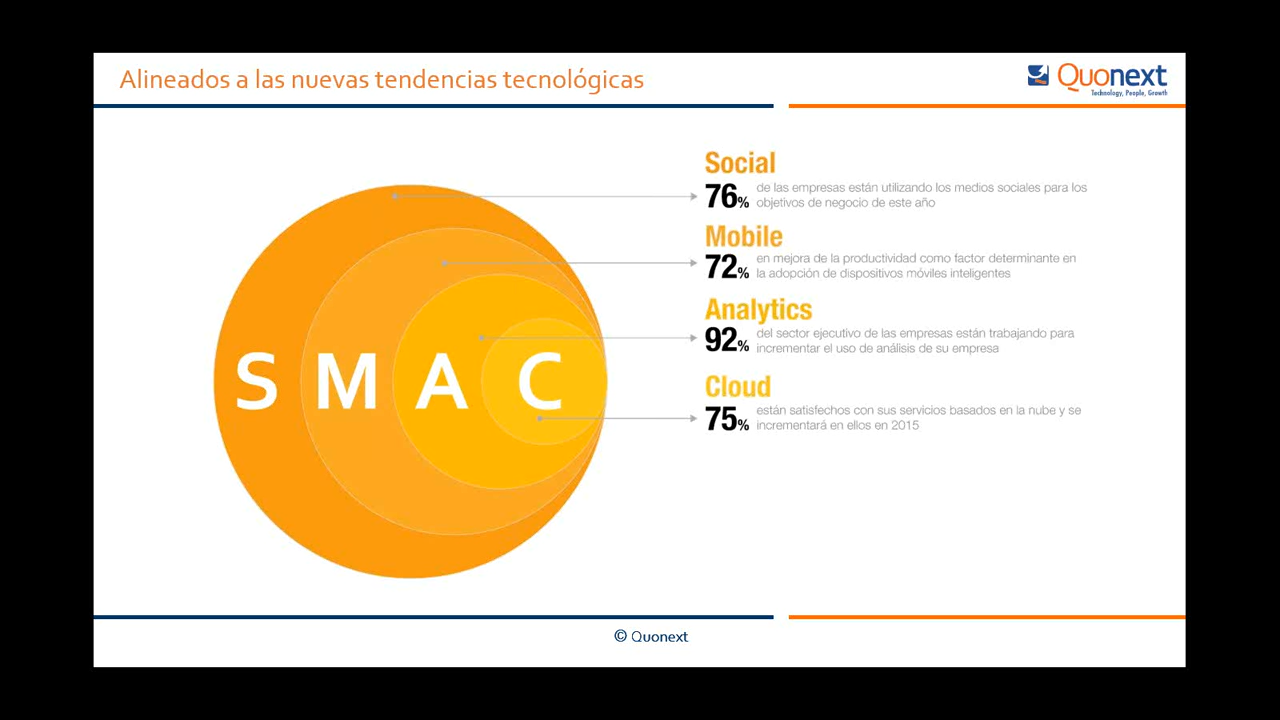 Alineados a las nuevas tendencias tecnológicas
Quonext
Technology, People, Growth
Social
76% de las empresas están utilizando los medios sociales para los
objetivos de negocio de este año
Mobile
72% en mejora de la productividad como factor determinante en
la adopción de dispositivos móviles inteligentes
Analytics
92% del sector ejecutivo de las empresas están trabajando para
incrementar el uso de análisis de su empresa
S M A C
Cloud
75% están satisfechos con sus servicios basados en la nube y se
incrementará en ellos en 2015
© Quonext